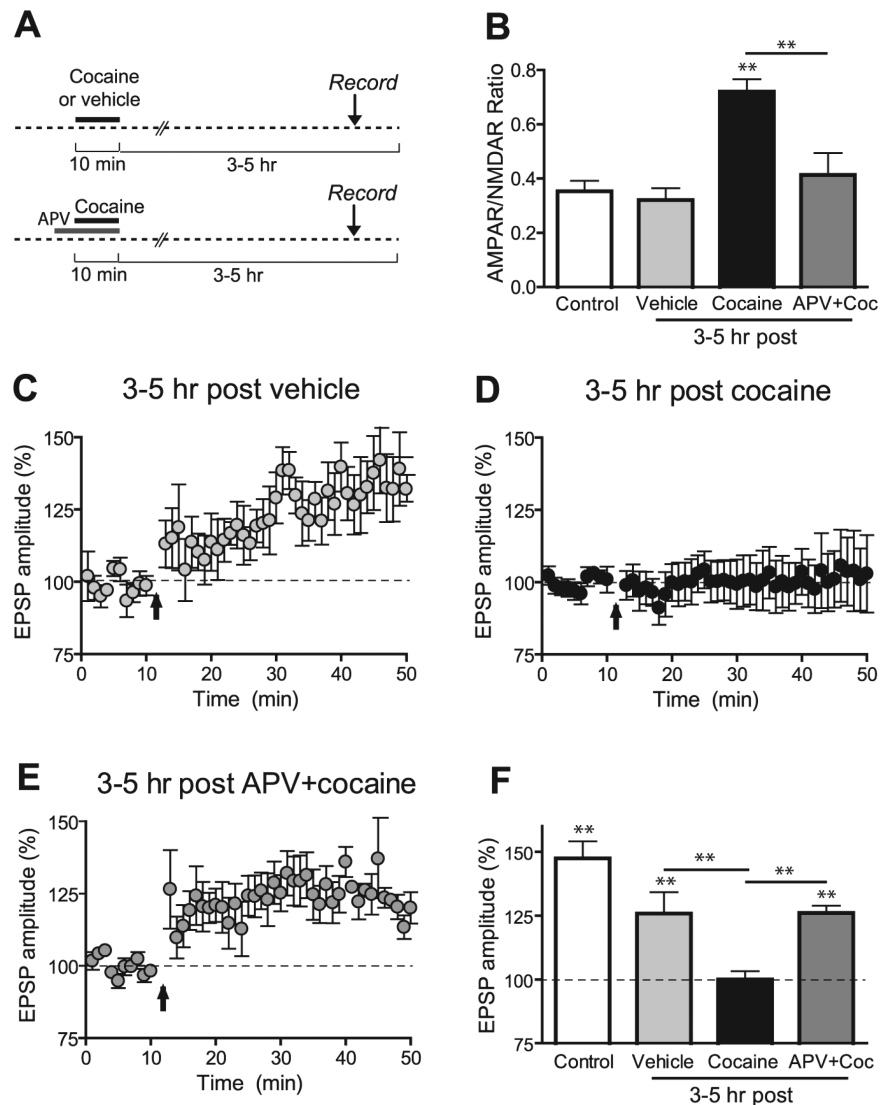 A
Cocaine
or vehicle
Record
10 min
3-5 hr
Record
Cocaine
APV
10 min
3-5 hr
B
**
**
AMPAR/NMDAR Ratio
0.8
0.6
0.4
0.2
0.0
Control Vehicle Cocaine APV+Coc
3-5 hr post
C
3-5 hr post vehicle
EPSP amplitude (%)
150
125
100
75
0 10 20 30 40 50
Time (min)
D
3-5 hr post cocaine
EPSP amplitude (%)
150
125
100
75
0 10 20 30 40 50
Time (min)
E
3-5 hr post APV+cocaine
EPSP amplitude (%)
150
125
100
75
0 10 20 30 40 50
Time (min)
F
**
**
**
**
**
EPSP amplitude (%)
150
125
100
75
Control Vehicle Cocaine APV+Coc
3-5 hr post